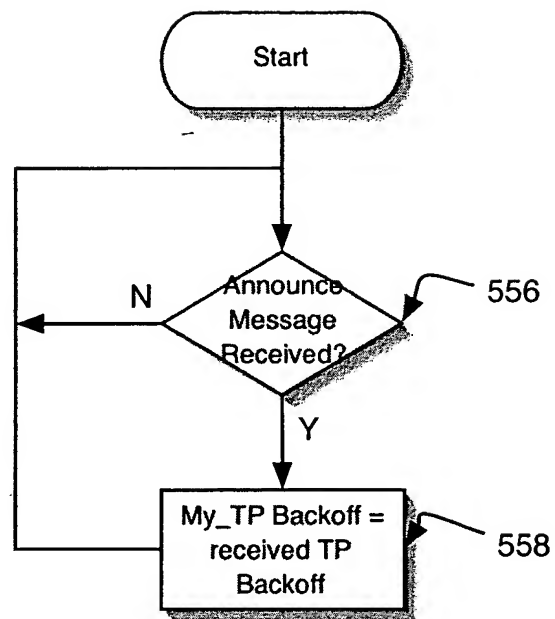 Start
Announce
Message
Received?
N
556
Y
My_TP Backoff =
received TP
Backoff
558